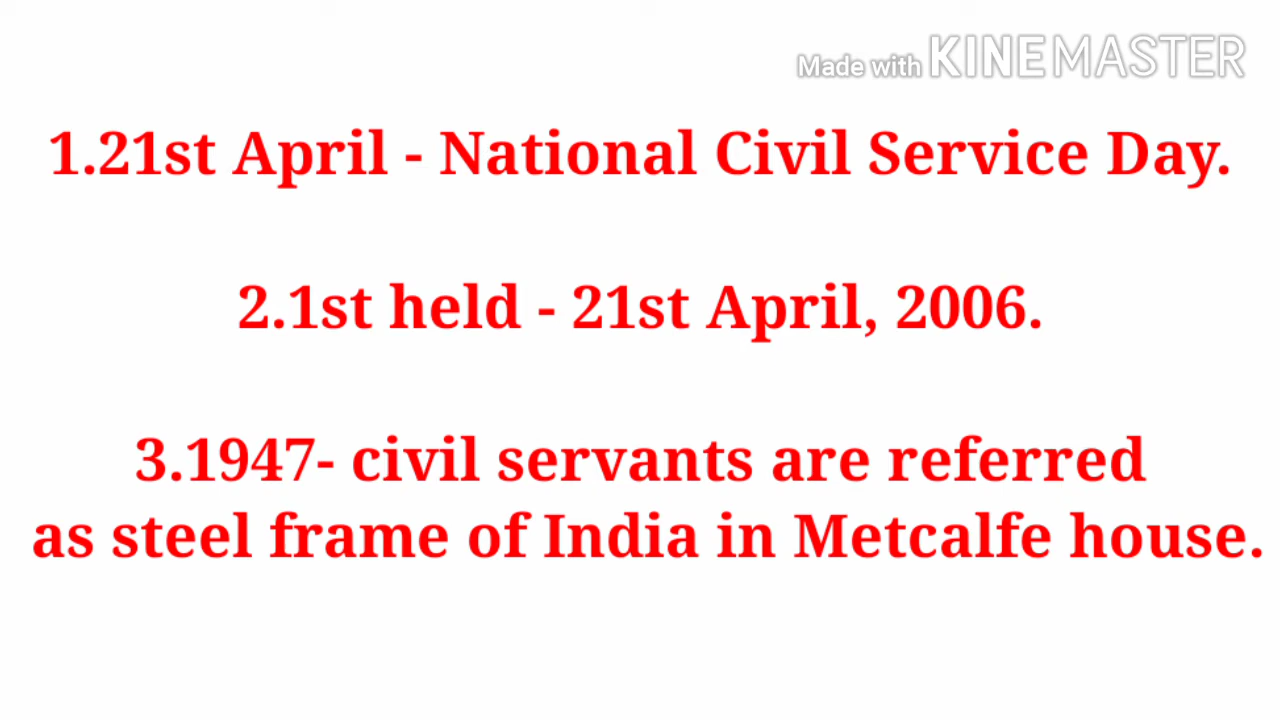 Made with KINEMASTER
1.21st April - National Civil Service Day.
2.1st held - 21st April, 2006.
3.1947- civil servants are referred
as steel frame of India in Metcalfe house.